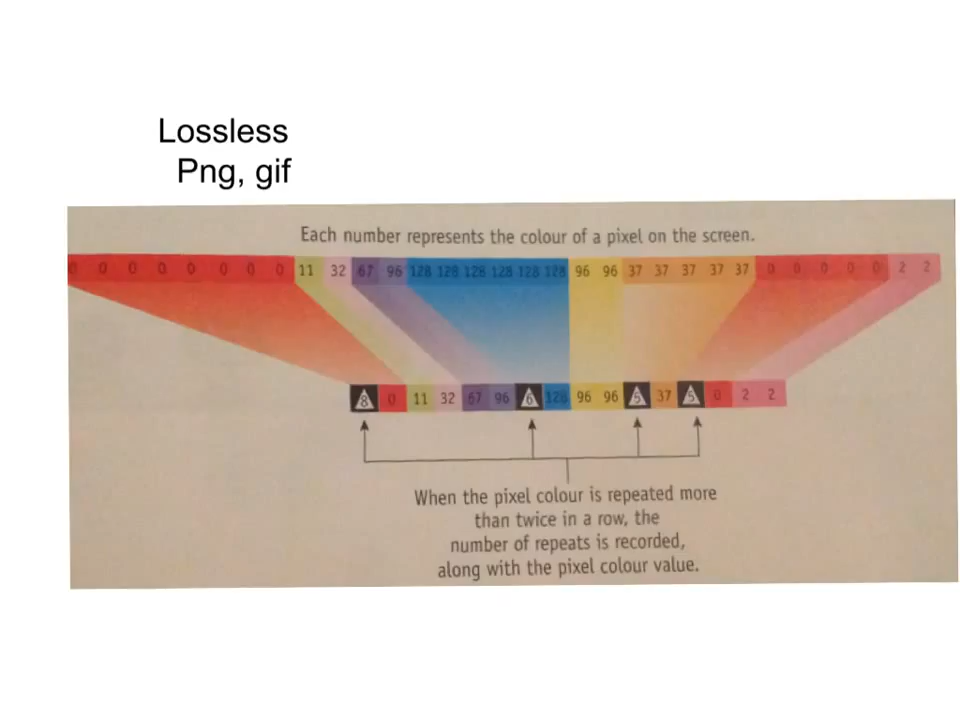 Lossless
Png, gif
Each number represents the colour of a pixel on the screen.
0 0 0 0 0 0 0 0 11 32 67 96 128 128 128 128 128 128 96 96 37 37 37 37 37 0 0 0 0 0 2 2
8 0 11 32 67 96 6 128 96 96 5 37 5 0 2 2
When the pixel colour is repeated more
than twice in a row, the
number of repeats is recorded,
along with the pixel colour value.